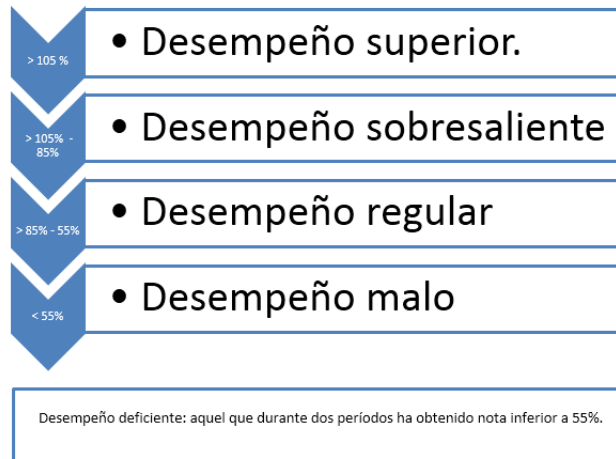 > 105 %
• Desempeño superior.
> 105% -
85%
• Desempeño sobresaliente
> 85% - 55%
• Desempeño regular
< 55%
• Desempeño malo
Desempeño deficiente: aquel que durante dos períodos ha obtenido nota inferior a 55%.